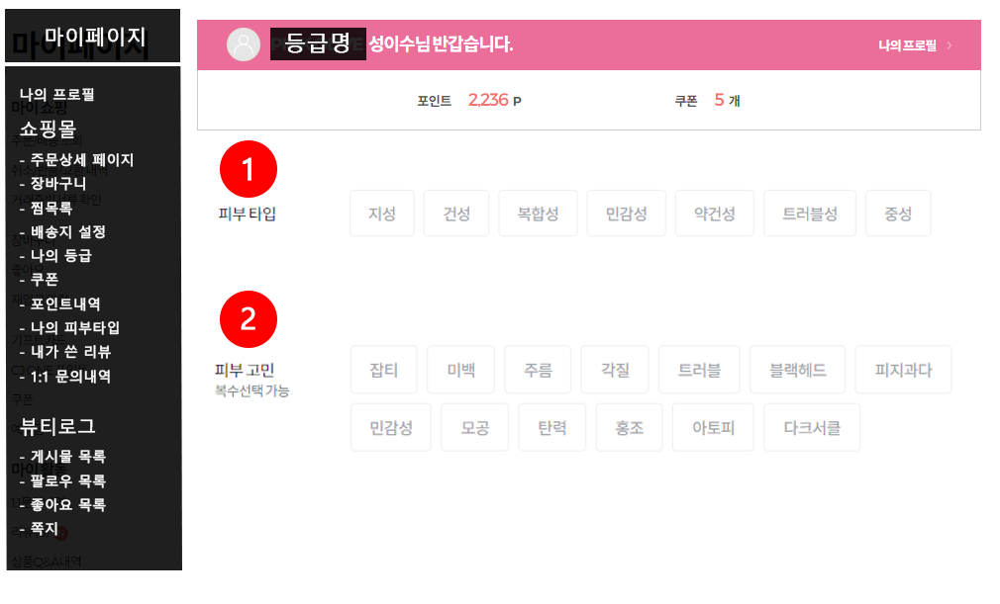 마이페이지
나의 프로필
쇼핑몰
- 주문상세 페이지
- 장바구니
- 찜목록
- 배송지 설정
- 나의 등급
- 쿠폰
- 포인트내역
- 나의 피부타입
- 내가 쓴 리뷰
- 1:1 문의내역
뷰티로그
- 게시물 목록
- 팔로우 목록
- 좋아요 목록
- 쪽지
상품Q&A내역
등급명 성이수님 반갑습니다.
나의 프로필 >
포인트 2,236 P
쿠폰 5 개
1
피부 타입
지성 건성 복합성 민감성 약건성 트러블성 중성
2
피부 고민
복수선택 가능
잡티 미백 주름 각질 트러블 블랙헤드 피지과다
민감성 모공 탄력 홍조 아토피 다크서클